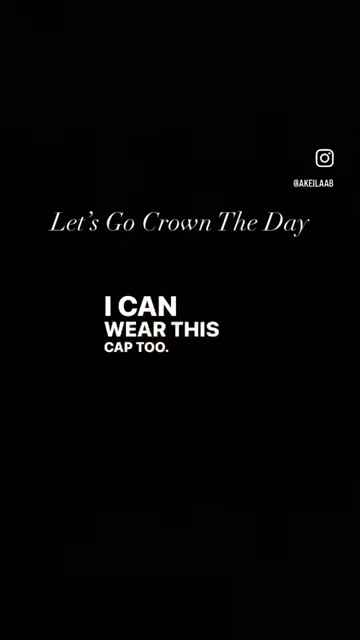 @AKEILAAB
Let's Go Crown The Day
I CAN
WEAR THIS
CAP TOO.